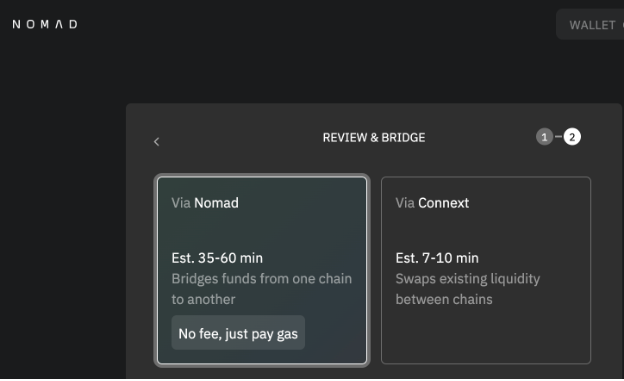 NOMAD
WALLET
REVIEW & BRIDGE
1
2
Via Nomad
Est. 35-60 min
Bridges funds from one chain
to another
No fee, just pay gas
Via Connext
Est. 7-10 min
Swaps existing liquidity
between chains